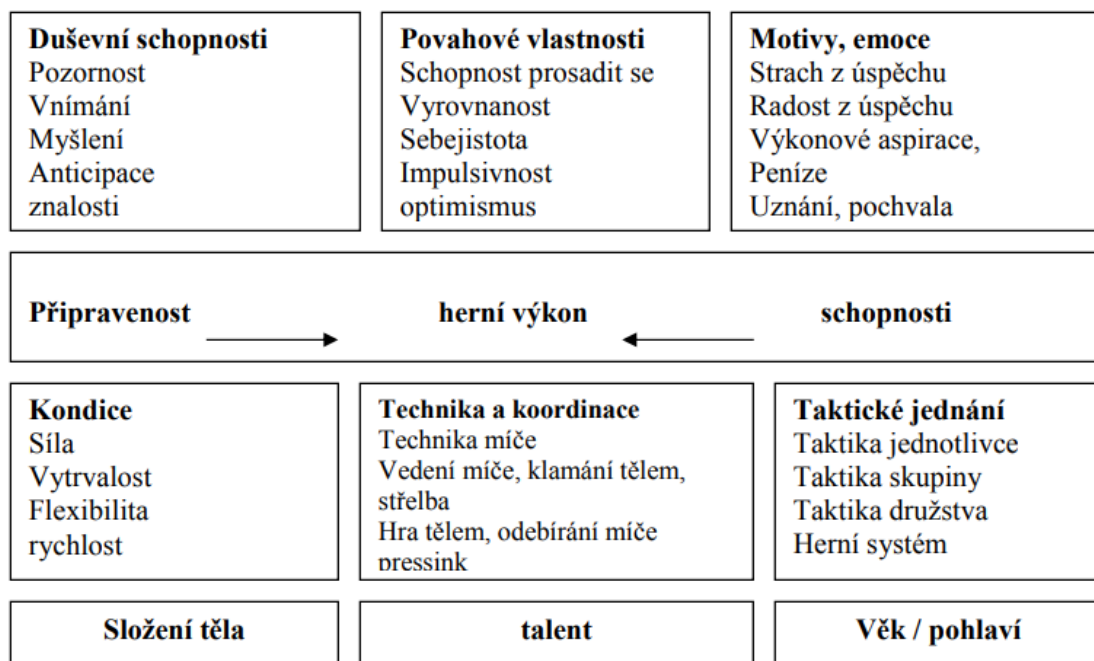 Duševní schopnosti
Pozornost
Vnímání
Myšlení
Anticipace
znalosti
Povahové vlastnosti
Schopnost prosadit se
Vyrovnanost
Sebejistota
Impulsivnost
optimismus
Motivy, emoce
Strach z úspěchu
Radost z úspěchu
Výkonové aspirace,
Peníze
Uznání, pochvala
Připravenost
herní výkon
schopnosti
Kondice
Síla
Vytrvalost
Flexibilita
rychlost
Technika a koordinace
Technika míče
Vedení míče, klamání tělem,
střelba
Hra tělem, odebírání míče
pressink
Taktické jednání
Taktika jednotlivce
Taktika skupiny
Taktika družstva
Herní systém
Složení těla
talent
Věk / pohlaví